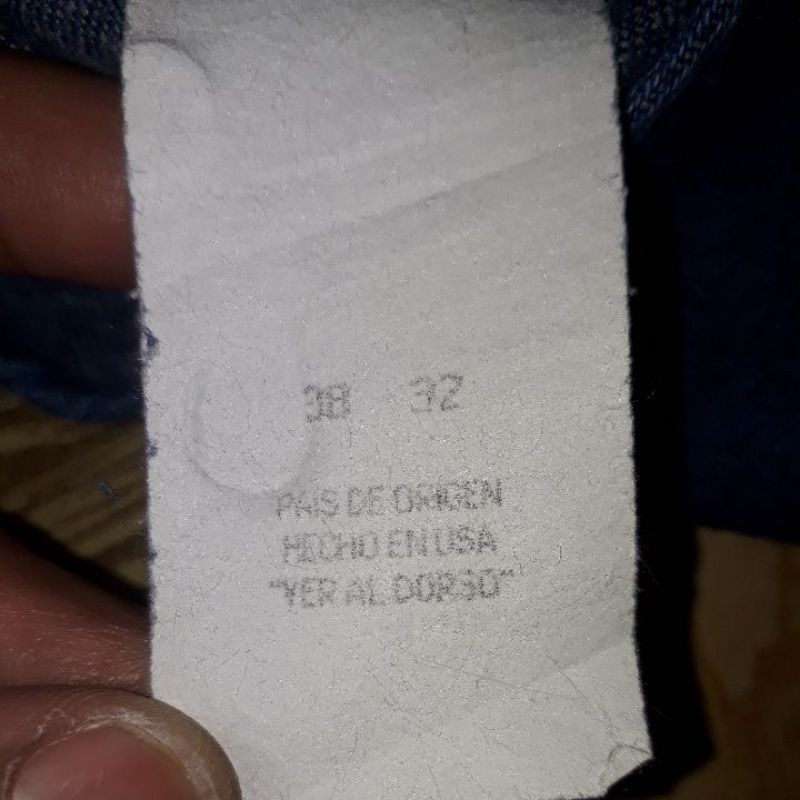 38 32
PAIS DE ORIGEN
HECHO EN USA
"VER AL DORSO"